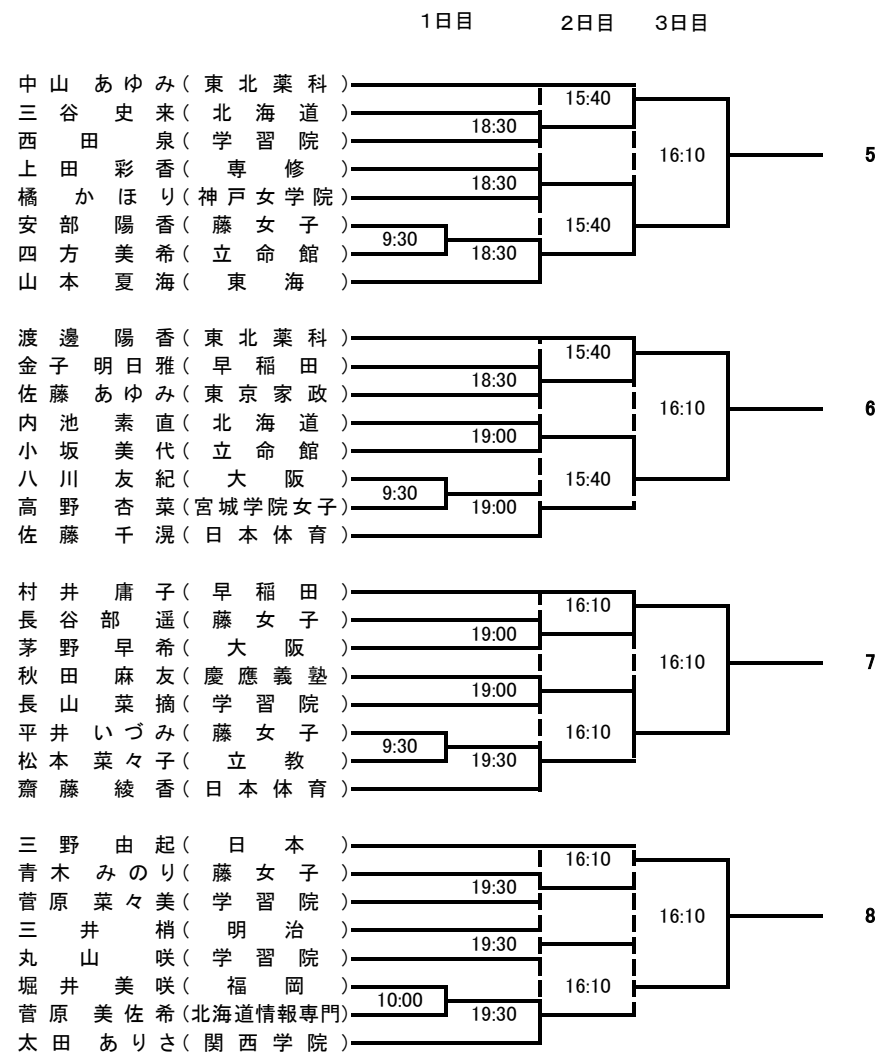 1日目 2日目 3日目
中山 あゆみ(東北薬科)
15:40
三谷 史来(北海道)
18:30
西田 泉(学習院)
16:10 5
上田 彩香(専修)
18:30
橘 かほり(神戸女学院)
安部 陽香(藤女子)
9:30 15:40
四方 美希(立命館)
18:30
山本 夏海(東海)
渡邊 陽香(東北薬科)
15:40
金子 明日雅(早稲田)
18:30
佐藤 あゆみ(東京家政)
16:10 6
内池 素直(北海道)
19:00
小坂 美代(立命館)
八川 友紀(大阪)
9:30 15:40
高野 杏菜(宮城学院女子)
19:00
佐藤 千滉(日本体育)
村井 庸子(早稲田)
16:10
長谷部 遥(藤女子)
19:00
茅野 早希(大阪)
16:10 7
秋田 麻友(慶應義塾)
19:00
長山 菜摘(学習院)
平井 いづみ(藤女子)
9:30 16:10
松本 菜々子(立教)
19:30
齋藤 綾香(日本体育)
三野 由起(日本)
16:10
青木 みのり(藤女子)
19:30
菅原 菜々美(学習院)
16:10 8
三井 梢(明治)
19:30
丸山 咲(学習院)
堀井 美咲(福岡)
10:00 16:10
菅原 美佐希(北海道情報専門)
19:30
太田 ありさ(関西学院)